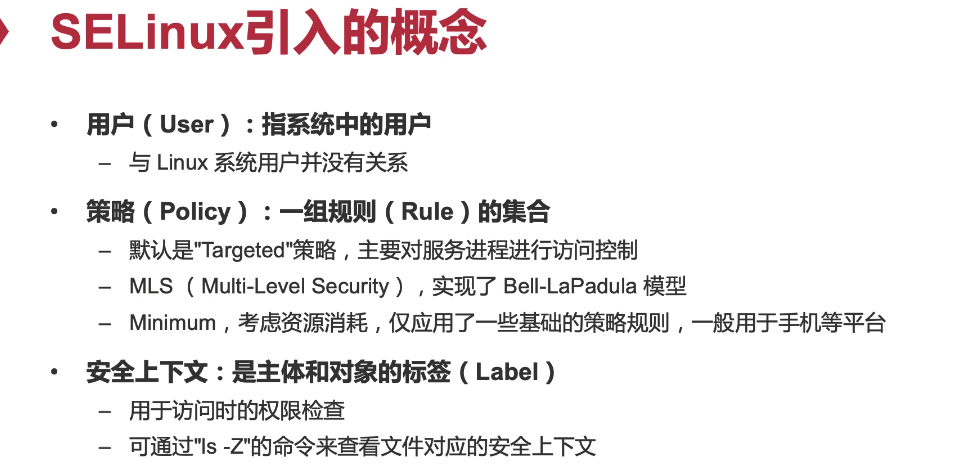 SELinux引入的概念
• 用户（User）：指系统中的用户
– 与 Linux 系统用户并没有关系
• 策略（Policy）：一组规则（Rule）的集合
– 默认是"Targeted"策略，主要对服务进程进行访问控制
– MLS （Multi-Level Security），实现了 Bell-LaPadula 模型
– Minimum，考虑资源消耗，仅应用了一些基础的策略规则，一般用于手机等平台
• 安全上下文：是主体和对象的标签（Label）
– 用于访问时的权限检查
– 可通过"ls -Z"的命令来查看文件对应的安全上下文